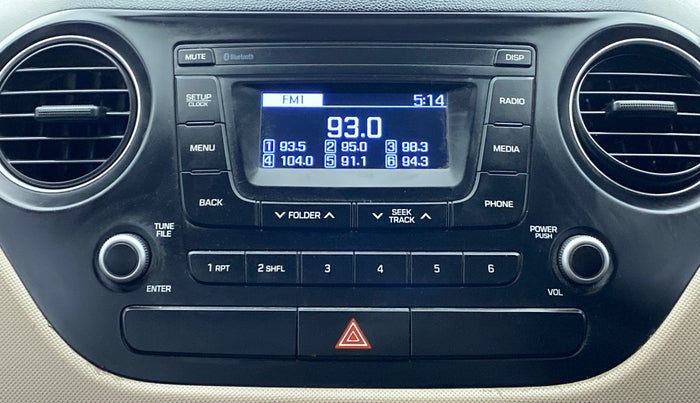 MUTE Bluetooth DISP
FM1 5:14
SETUP
CLOCK
RADIO
93.0
1 93.5 2 95.0 3 98.3
4 104.0 5 91.1 6 94.3
MENU MEDIA
BACK PHONE
FOLDER SEEK
TRACK
TUNE
FILE
POWER
PUSH
1 RPT 2 SHFL 3 4 5 6
ENTER VOL